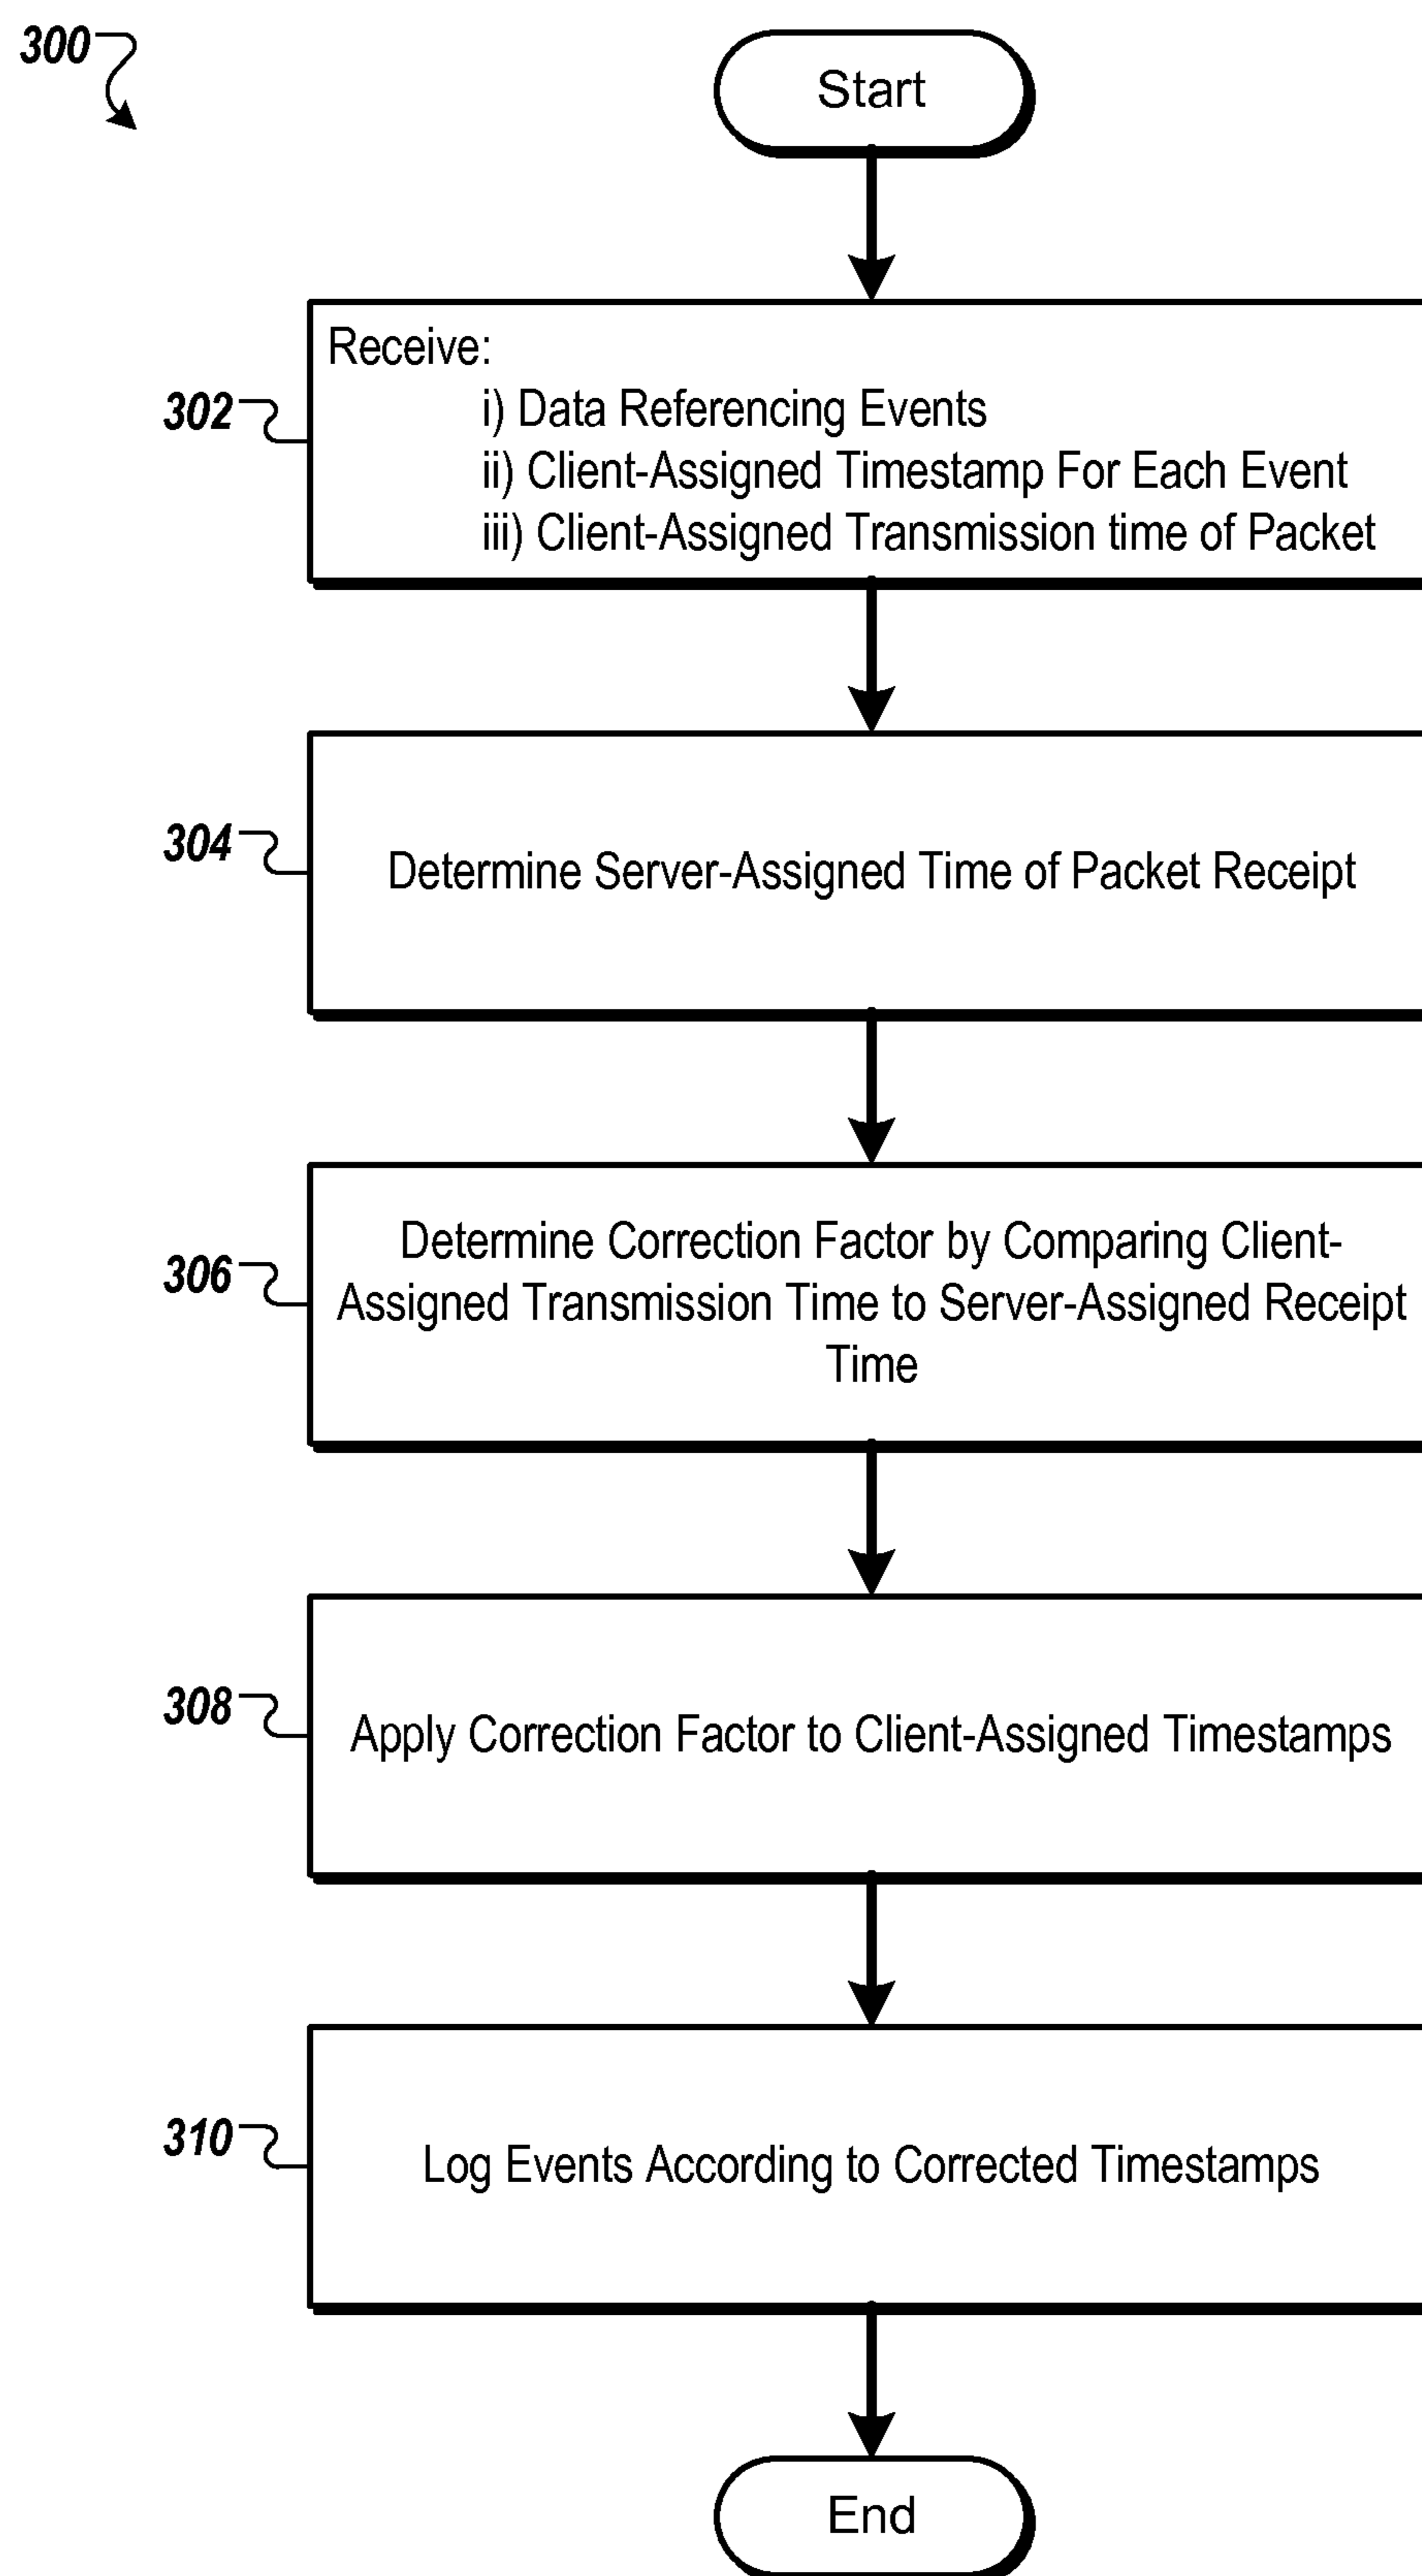 300
Start
302
Receive:
i) Data Referencing Events
ii) Client-Assigned Timestamp For Each Event
iii) Client-Assigned Transmission time of Packet
304
Determine Server-Assigned Time of Packet Receipt
306
Determine Correction Factor by Comparing Client-
Assigned Transmission Time to Server-Assigned Receipt
Time
308
Apply Correction Factor to Client-Assigned Timestamps
310
Log Events According to Corrected Timestamps
End